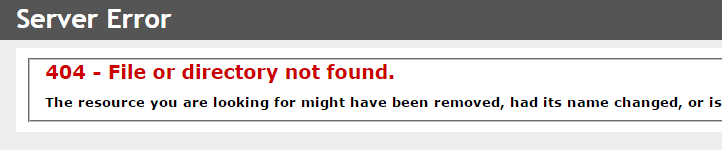 Server Error
404 - File or directory not found.
The resource you are looking for might have been removed, had its name changed, or is